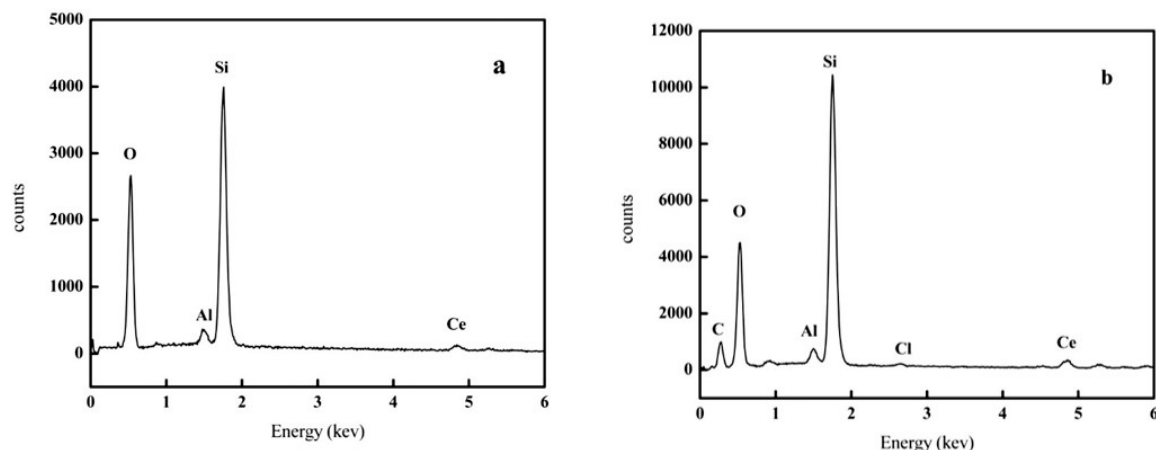 5000
4000
3000
2000
1000
0
counts
a
Si
O
Al
Ce
0 1 2 3 4 5 6
Energy (kev)
12000
10000
8000
6000
4000
2000
0
counts
b
Si
O
C
Al
Cl
Ce
0 1 2 3 4 5 6
Energy (kev)